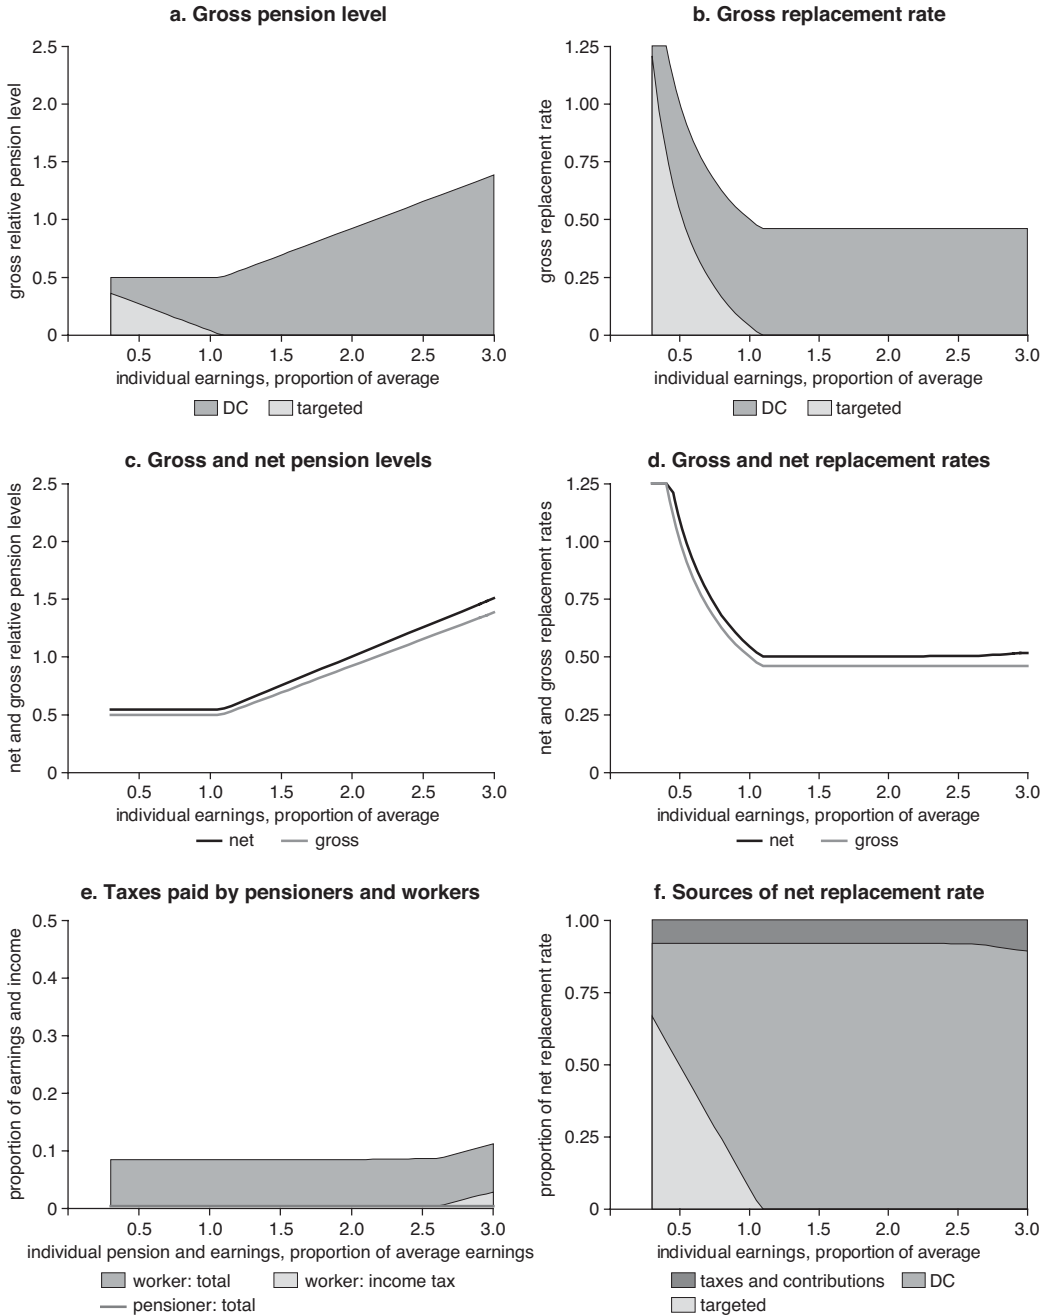 a. Gross pension level
gross relative pension level
2.5
2.0
1.5
1.0
0.5
0
0.5 1.0 1.5 2.0 2.5 3.0
individual earnings, proportion of average
DC targeted
b. Gross replacement rate
gross replacement rate
1.25
1.00
0.75
0.50
0.25
0
0.5 1.0 1.5 2.0 2.5 3.0
individual earnings, proportion of average
DC targeted
c. Gross and net pension levels
net and gross relative pension levels
2.5
2.0
1.5
1.0
0.5
0
0.5 1.0 1.5 2.0 2.5 3.0
individual earnings, proportion of average
net gross
d. Gross and net replacement rates
net and gross replacement rates
1.25
1.00
0.75
0.50
0.25
0
0.5 1.0 1.5 2.0 2.5 3.0
individual earnings, proportion of average
net gross
e. Taxes paid by pensioners and workers
proportion of earnings and income
0.5
0.4
0.3
0.2
0.1
0
0.5 1.0 1.5 2.0 2.5 3.0
individual pension and earnings, proportion of average earnings
worker: total worker: income tax
pensioner: total
f. Sources of net replacement rate
proportion of net replacement rate
1.00
0.75
0.50
0.25
0
0.5 1.0 1.5 2.0 2.5 3.0
individual earnings, proportion of average
taxes and contributions DC
targeted